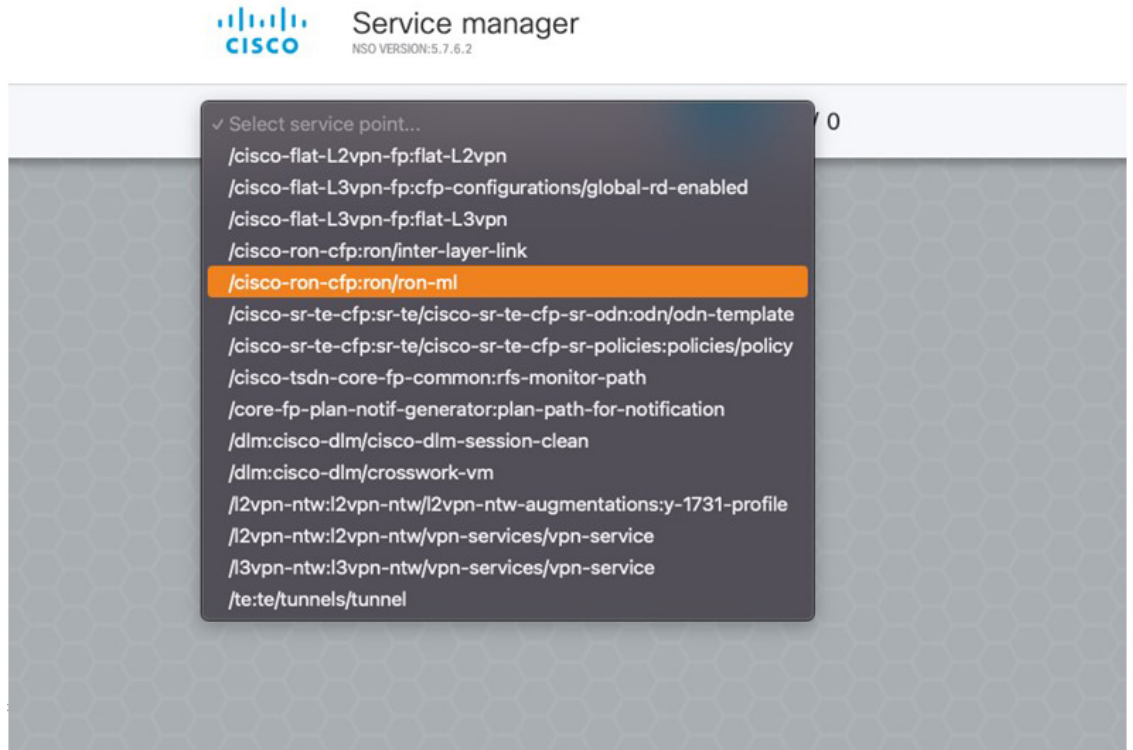 CISCO
Service manager
NSO VERSION:5.7.6.2
✓ Select service point...
/ 0
/cisco-flat-L2vpn-fp:flat-L2vpn
/cisco-flat-L3vpn-fp:cfp-configurations/global-rd-enabled
/cisco-flat-L3vpn-fp:flat-L3vpn
/cisco-ron-cfp:ron/inter-layer-link
/cisco-ron-cfp:ron/ron-ml
/cisco-sr-te-cfp:sr-te/cisco-sr-te-cfp-sr-odn:odn/odn-template
/cisco-sr-te-cfp:sr-te/cisco-sr-te-cfp-sr-policies:policies/policy
/cisco-tsdn-core-fp-common:rfs-monitor-path
/core-fp-plan-notif-generator:plan-path-for-notification
/dlm:cisco-dlm/cisco-dlm-session-clean
/dlm:cisco-dlm/crosswork-vm
/l2vpn-ntw:l2vpn-ntw/l2vpn-ntw-augmentations:y-1731-profile
/l2vpn-ntw:l2vpn-ntw/vpn-services/vpn-service
/l3vpn-ntw:l3vpn-ntw/vpn-services/vpn-service
/te:te/tunnels/tunnel